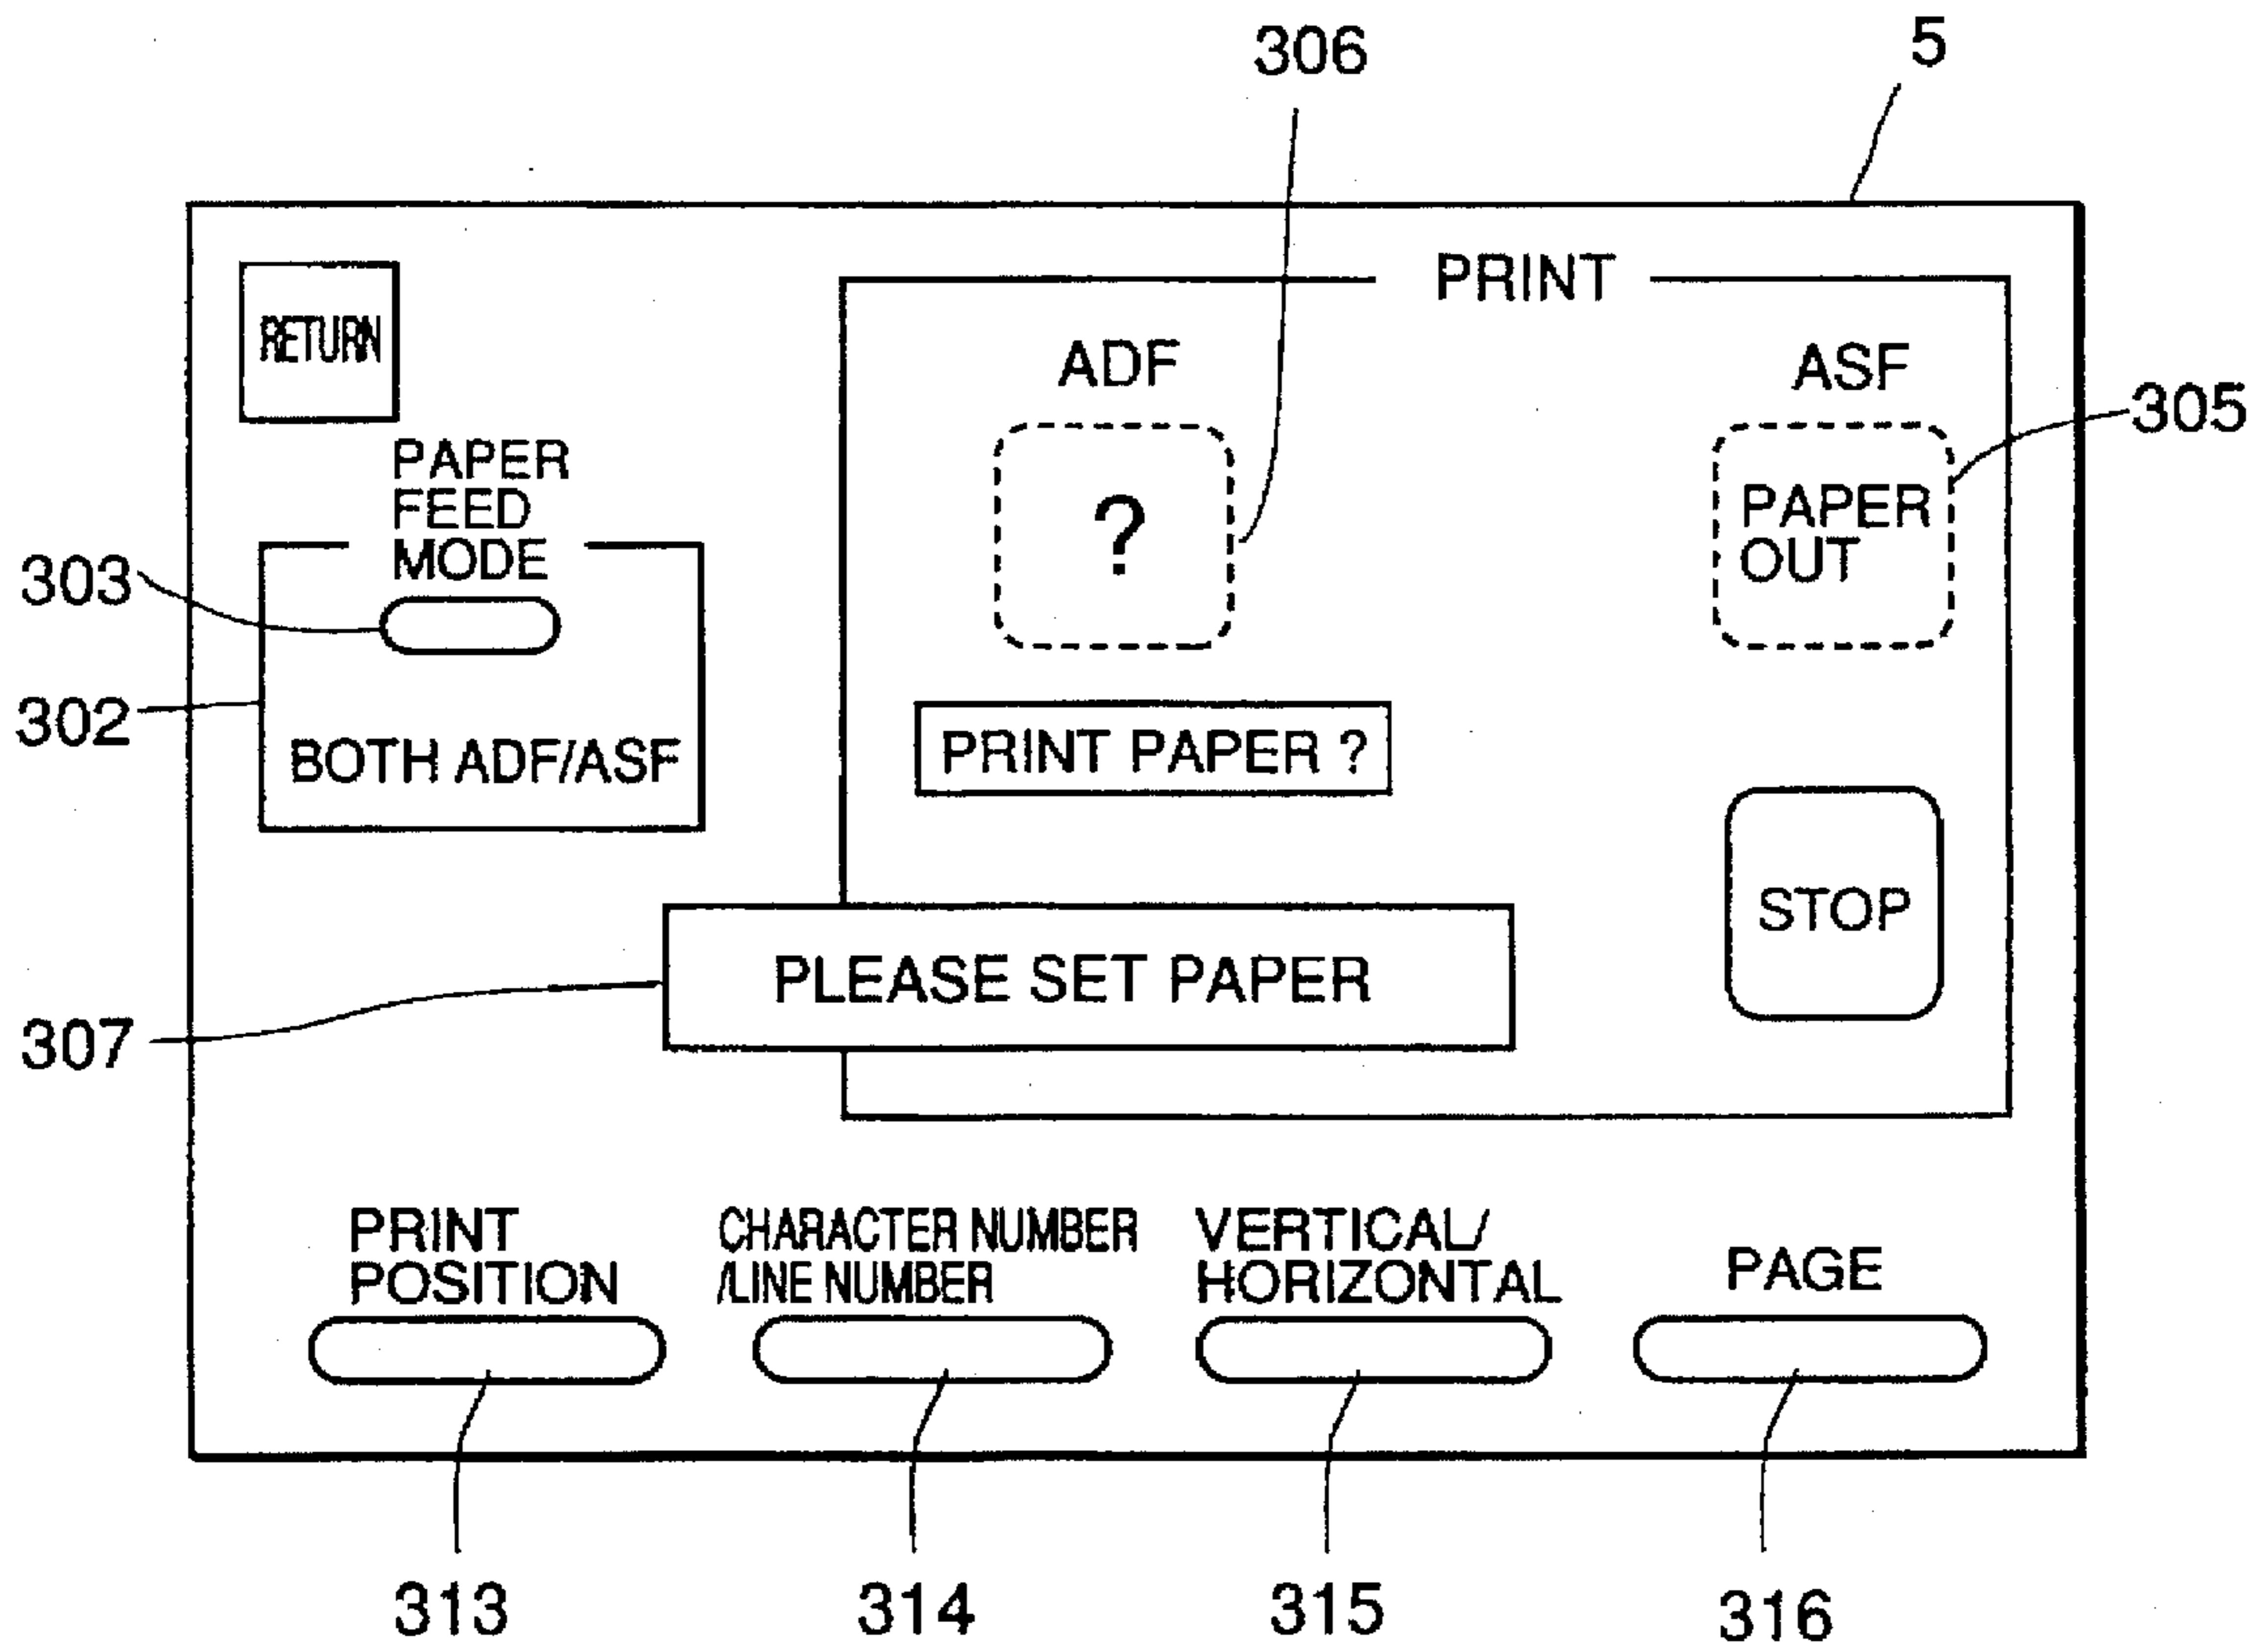 306
5
PRINT
RETURN
ADF
ASF
305
PAPER
FEED
MODE
?
PAPER
OUT
303
302
BOTH ADF/ASF
PRINT PAPER ?
STOP
PLEASE SET PAPER
307
PRINT
POSITION
CHARACTER NUMBER
/LINE NUMBER
VERTICAL/
HORIZONTAL
PAGE
313
314
315
316